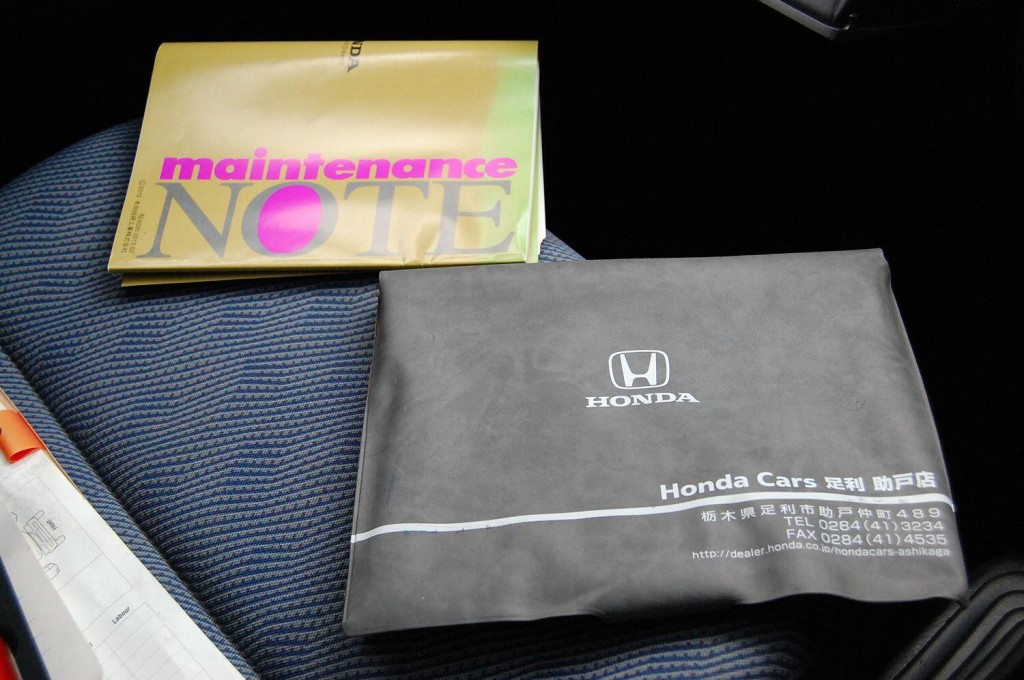 maintenance
NOTE
HONDA
Honda Cars 足利 助戸店
栃木県足利市助戸仲町489
TEL 0284(41)3234
FAX 0284(41)4535
http://dealer.honda.co.jp/hondacars-ashikaga
Labour